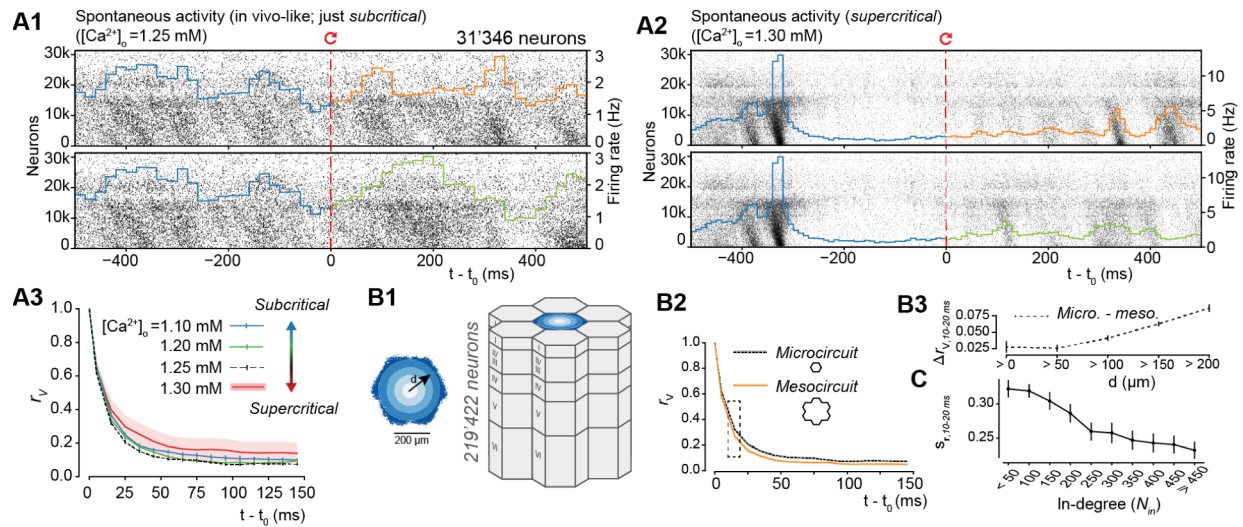 A1
Spontaneous activity (in vivo-like; just subcritical)
([Ca²⁺]ₒ =1.25 mM)
31'346 neurons
30k
20k
10k
0
Neurons
3
2
1
0
Firing rate (Hz)
30k
20k
10k
0
3
2
1
0
−400
−200
0
200
400
t - t₀ (ms)
A2
Spontaneous activity (supercritical)
([Ca²⁺]ₒ =1.30 mM)
30k
20k
10k
0
Neurons
10
5
0
Firing rate (Hz)
30k
20k
10k
0
10
5
0
−400
−200
0
200
400
t - t₀ (ms)
A3
1.0
0.8
0.6
0.4
0.2
0.0
r_V
[Ca²⁺]ₒ =1.10 mM
1.20 mM
1.25 mM
1.30 mM
Subcritical
Supercritical
0
25
50
75
100
125
150
t - t₀ (ms)
B1
d
200 µm
219'422 neurons
I
II/
III
IV
V
VI
I
II/
III
IV
V
VI
B2
1.0
0.8
0.6
0.4
0.2
0.0
r_V
Microcircuit
Mesocircuit
0
50
100
150
t - t₀ (ms)
B3
Micro. - meso.
0.075
0.050
0.025
Δr_V,10-20 ms
> 0
> 50
> 100
> 150
> 200
d (µm)
C
0.30
0.25
s_r,10-20 ms
< 50
100
150
200
250
300
350
400
450
⩾ 450
In-degree (N_in)